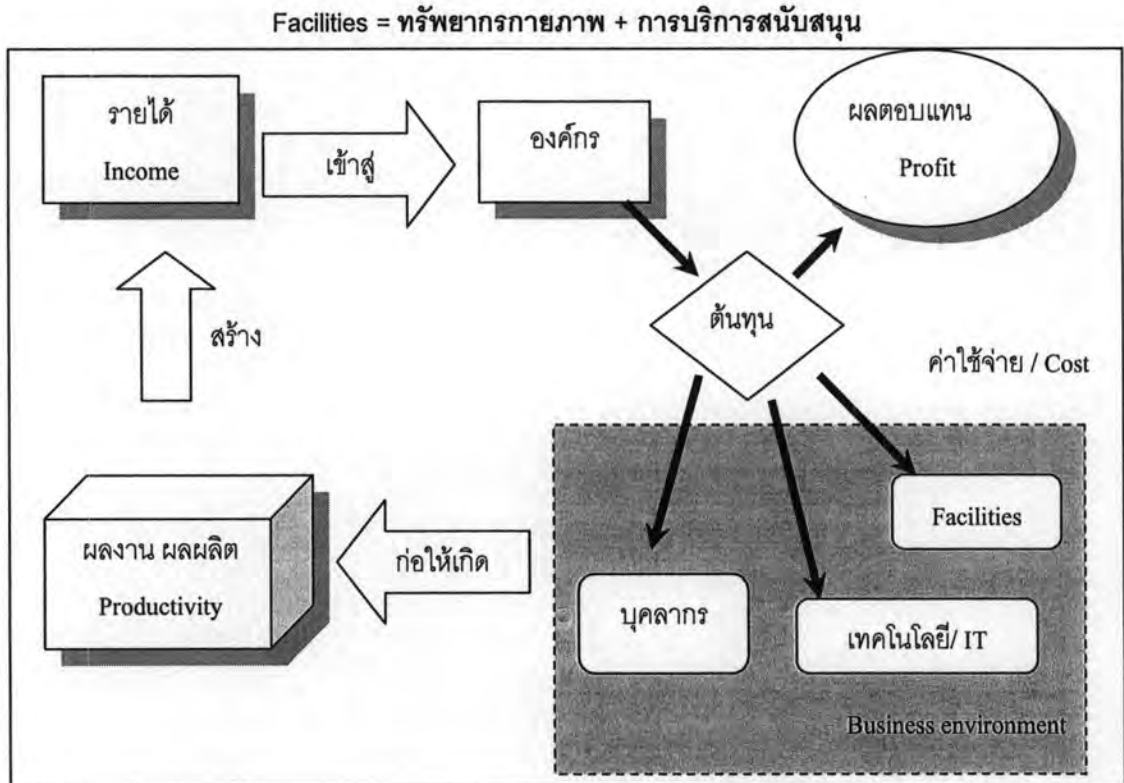 Facilities = ทรัพยากรกายภาพ + การบริการสนับสนุน
รายได้
Income
เข้าสู่
องค์กร
ผลตอบแทน
Profit
สร้าง
ต้นทุน
ค่าใช้จ่าย / Cost
ผลงาน ผลผลิต
Productivity
ก่อให้เกิด
Facilities
บุคลากร
เทคโนโลยี/ IT
Business environment